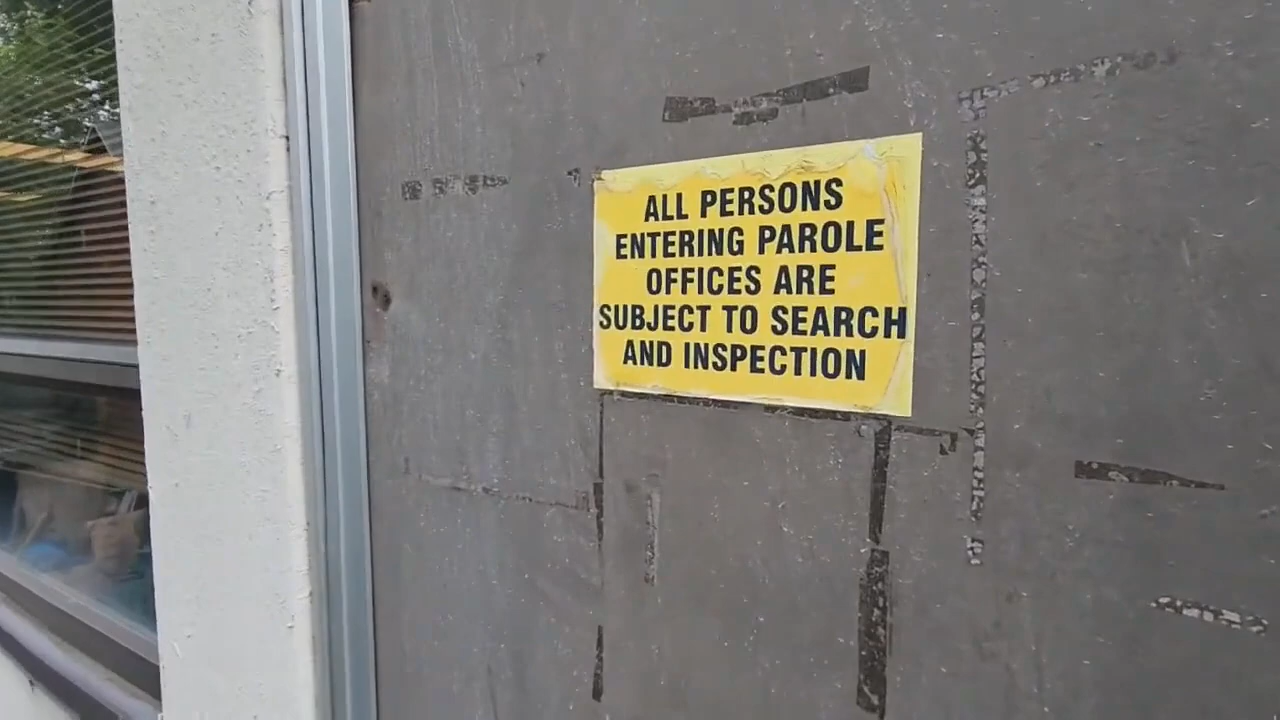 ALL PERSONS
ENTERING PAROLE
OFFICES ARE
SUBJECT TO SEARCH
AND INSPECTION